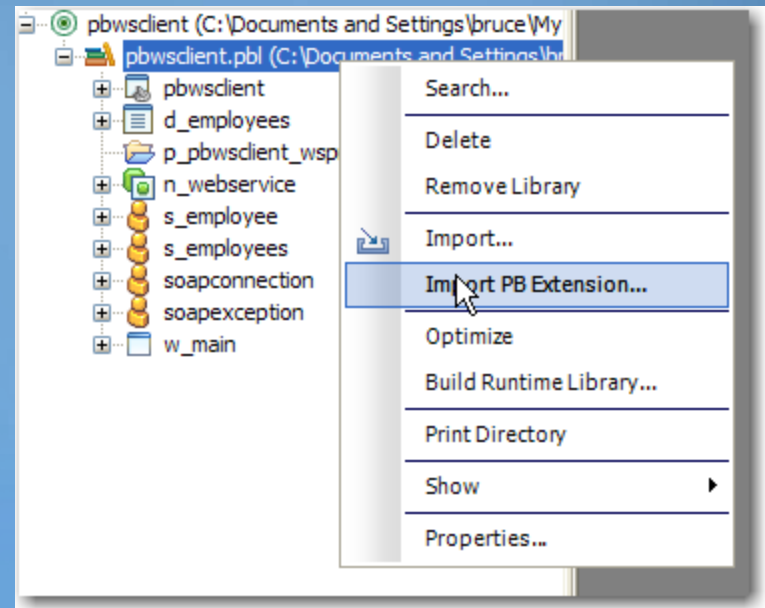 pbwsclient (C:\Documents and Settings\bruce\My
pbwsclient.pbl (C:\Documents and Settings\br
pbwsclient
d_employees
p_pbwsclient_wsp
n_webservice
s_employee
s_employees
soapconnection
soapexception
w_main
Search...
Delete
Remove Library
Import...
Import PB Extension...
Optimize
Build Runtime Library...
Print Directory
Show
Properties...